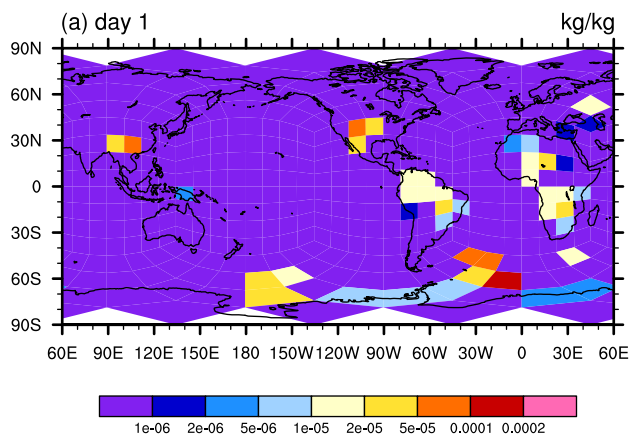 (a) day 1 kg/kg
90N
60N
30N
0
30S
60S
90S
60E 90E 120E 150E 180 150W 120W 90W 60W 30W 0 30E 60E
1e-06 2e-06 5e-06 1e-05 2e-05 5e-05 0.0001 0.0002